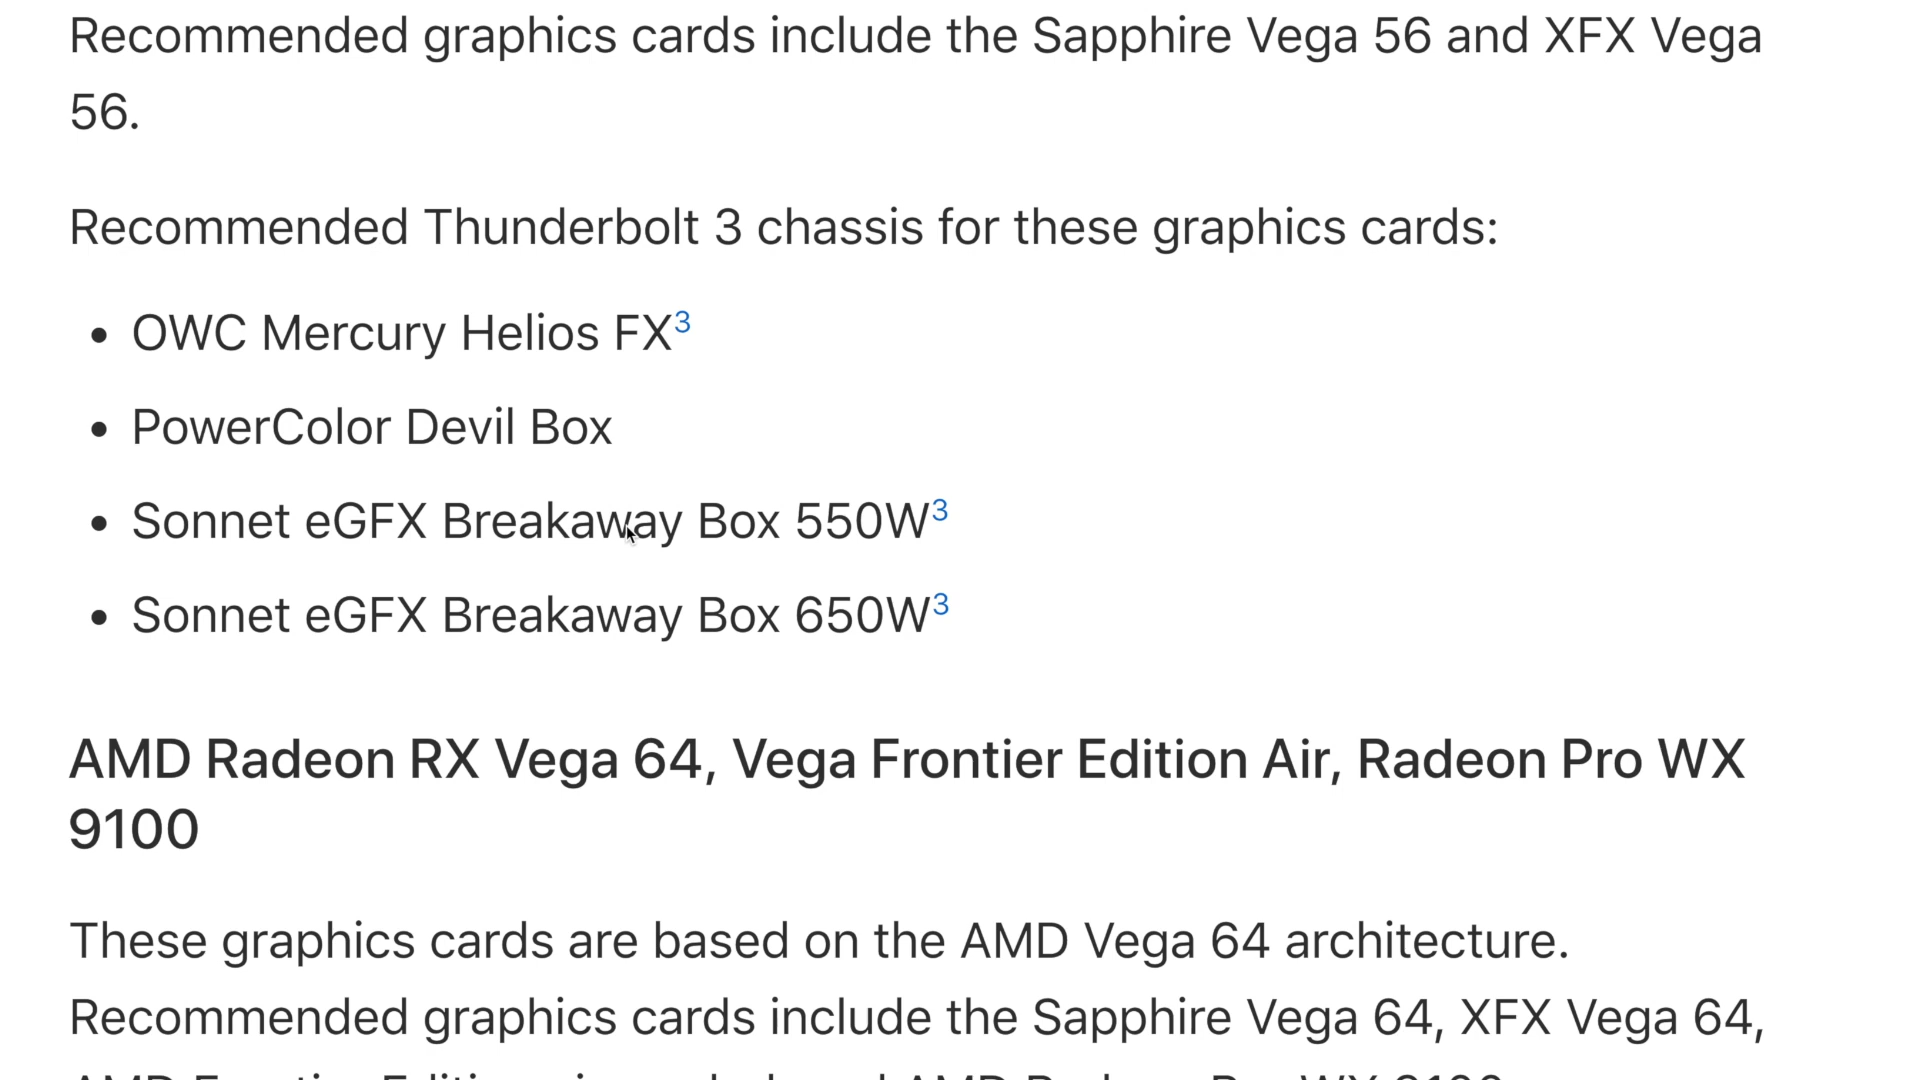 Recommended graphics cards include the Sapphire Vega 56 and XFX Vega
56.
Recommended Thunderbolt 3 chassis for these graphics cards:
• OWC Mercury Helios FX3
• PowerColor Devil Box
• Sonnet eGFX Breakaway Box 550W3
• Sonnet eGFX Breakaway Box 650W3
AMD Radeon RX Vega 64, Vega Frontier Edition Air, Radeon Pro WX
9100
These graphics cards are based on the AMD Vega 64 architecture.
Recommended graphics cards include the Sapphire Vega 64, XFX Vega 64,